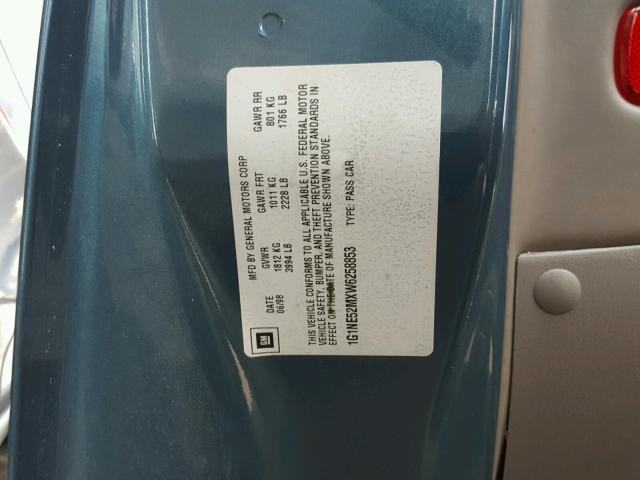 MFD BY GENERAL MOTORS CORP
DATE GVWR GAWR FRT GAWR RR
06/98 1812 KG 1011 KG 801 KG
3994 LB 2228 LB 1766 LB
GM
THIS VEHICLE CONFORMS TO ALL APPLICABLE U.S. FEDERAL MOTOR
VEHICLE SAFETY, BUMPER, AND THEFT PREVENTION STANDARDS IN
EFFECT ON THE DATE OF MANUFACTURE SHOWN ABOVE.
1G1NE52MXW6258853 TYPE: PASS CAR